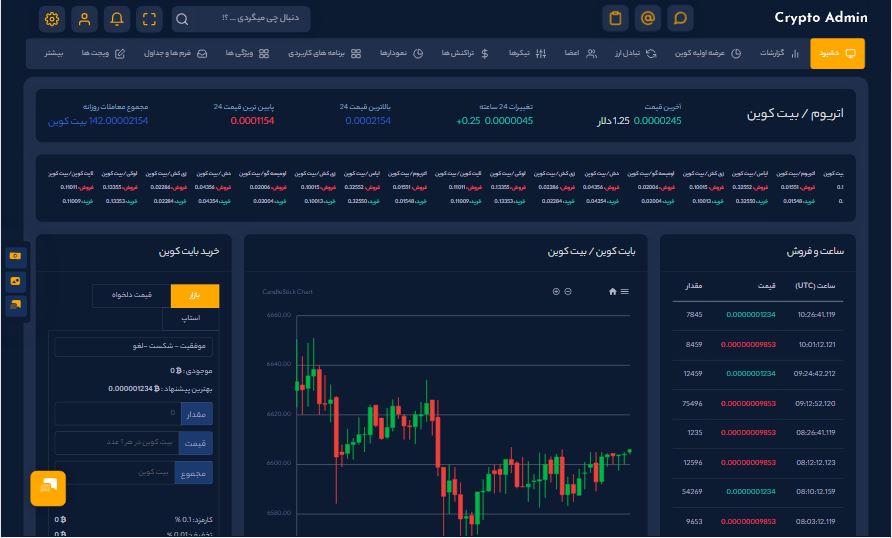 Crypto Admin
دنبال چی میگردی ... ؟!
داشبورد گزارشات عرضه اولیه کوین تبادل ارز اعضا تیکرها تراکنش ها نمودارها برنامه های کاربردی ویژگی ها فرم ها و جداول ویجت ها بیشتر
اتریوم / بیت کوین
آخرین قیمت
0.0000245 1.25 دلار
تغییرات 24 ساعته
0.0000045 +0.25
بالاترین قیمت 24
0.0002154
پایین ترین قیمت 24
0.0001154
مجموع معاملات روزانه
142.00002154 بیت کوین
اتریوم/بیت کوین ایاس/بیت کوین زی کش/بیت کوین اومیسه گو/بیت کوین دش/بیت کوین لوکی/بیت کوین لایت کوین/بیت کوین اتریوم/بیت کوین ایاس/بیت کوین زی کش/بیت کوین اومیسه گو/بیت کوین دش/بیت کوین زی کش/بیت کوین لوکی/بیت کوین لایت کوین/بیت کوین
فروش: 0.01551 فروش: 0.32552 فروش: 0.10015 فروش: 0.02006 فروش: 0.04356 فروش: 0.02286 فروش: 0.13355 فروش: 0.11011 فروش: 0.01551 فروش: 0.32552 فروش: 0.10015 فروش: 0.02006 فروش: 0.04356 فروش: 0.02286 فروش: 0.13355 فروش: 0.11011
خرید: 0.01548 خرید: 0.32550 خرید: 0.10013 خرید: 0.02004 خرید: 0.04354 خرید: 0.02284 خرید: 0.13353 خرید: 0.11009 خرید: 0.01548 خرید: 0.32550 خرید: 0.10013 خرید: 0.02004 خرید: 0.04354 خرید: 0.02284 خرید: 0.13353 خرید: 0.11009
ساعت و فروش
ساعت (UTC) قیمت مقدار
10:26:41.119 0.0000001234 7845
10:01:12.121 0.00000009853 8459
09:24:42.212 0.0000001234 12459
09:12:52.120 0.00000009853 75496
08:26:41.119 0.00000009853 1235
08:12:12.123 0.00000009853 12596
08:10:12.159 0.0000001234 54269
08:03:12.119 0.00000009853 9653
بایت کوین / بیت کوین
CandleStick Chart
6660.00
6640.00
6620.00
6600.00
6580.00
خرید بایت کوین
بازار قیمت دلخواه
استاپ
موفقیت - شکست - لغو
موجودی : ฿ 0
بهترین پیشنهاد : ฿ 0.000001234
مقدار 0
قیمت بیت کوین در هر 1 عدد
مجموع بیت کوین
کارمزد: 0.1 % ฿ 0
تخفیف: 0.01 % ฿ 0